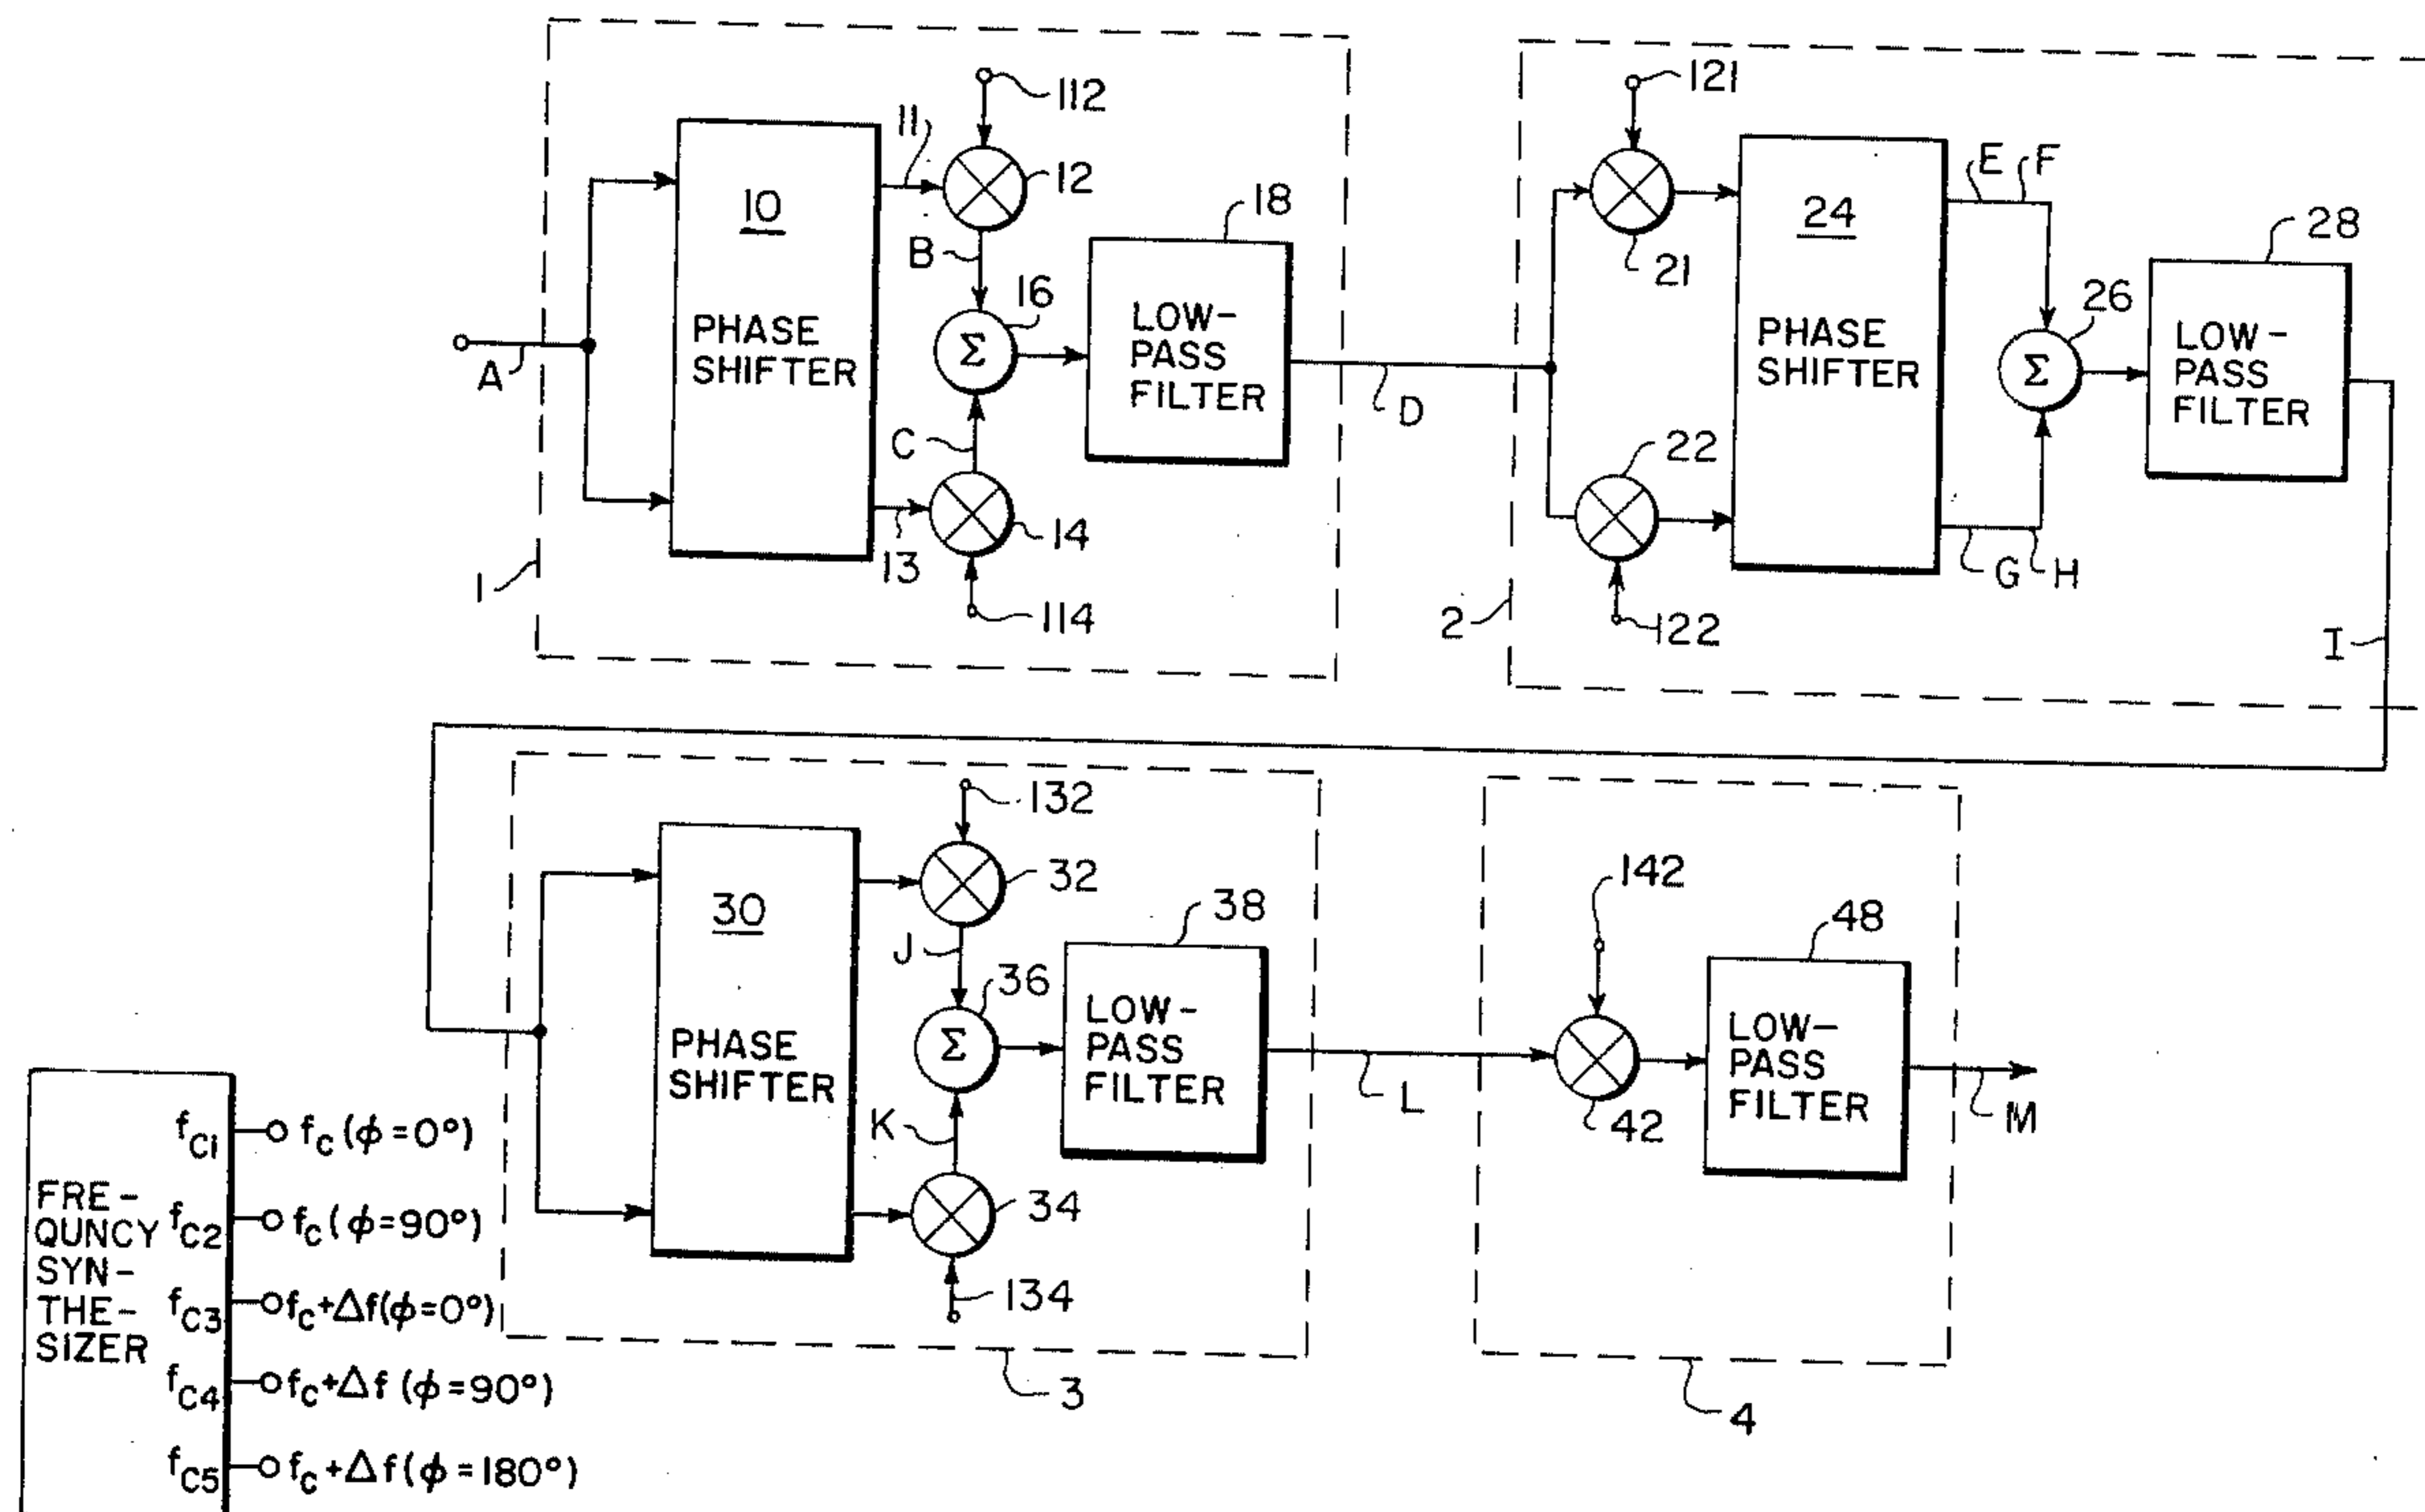 112
11
12
10
PHASE
SHIFTER
B
16
Σ
18
LOW-
PASS
FILTER
A
C
13
14
114
1
D
121
21
24
PHASE
SHIFTER
E
F
28
26
Σ
LOW-
PASS
FILTER
22
G
H
122
2
I
132
32
30
PHASE
SHIFTER
J
36
Σ
38
LOW-
PASS
FILTER
K
34
134
3
L
142
42
48
LOW-
PASS
FILTER
M
4
FRE-
QUNCY
SYN-
THE-
SIZER
fC1 fC (ϕ=0°)
fC2 fC (ϕ=90°)
fC3 fC+Δf(ϕ=0°)
fC4 fC+Δf (ϕ=90°)
fC5 fC+Δf(ϕ=180°)